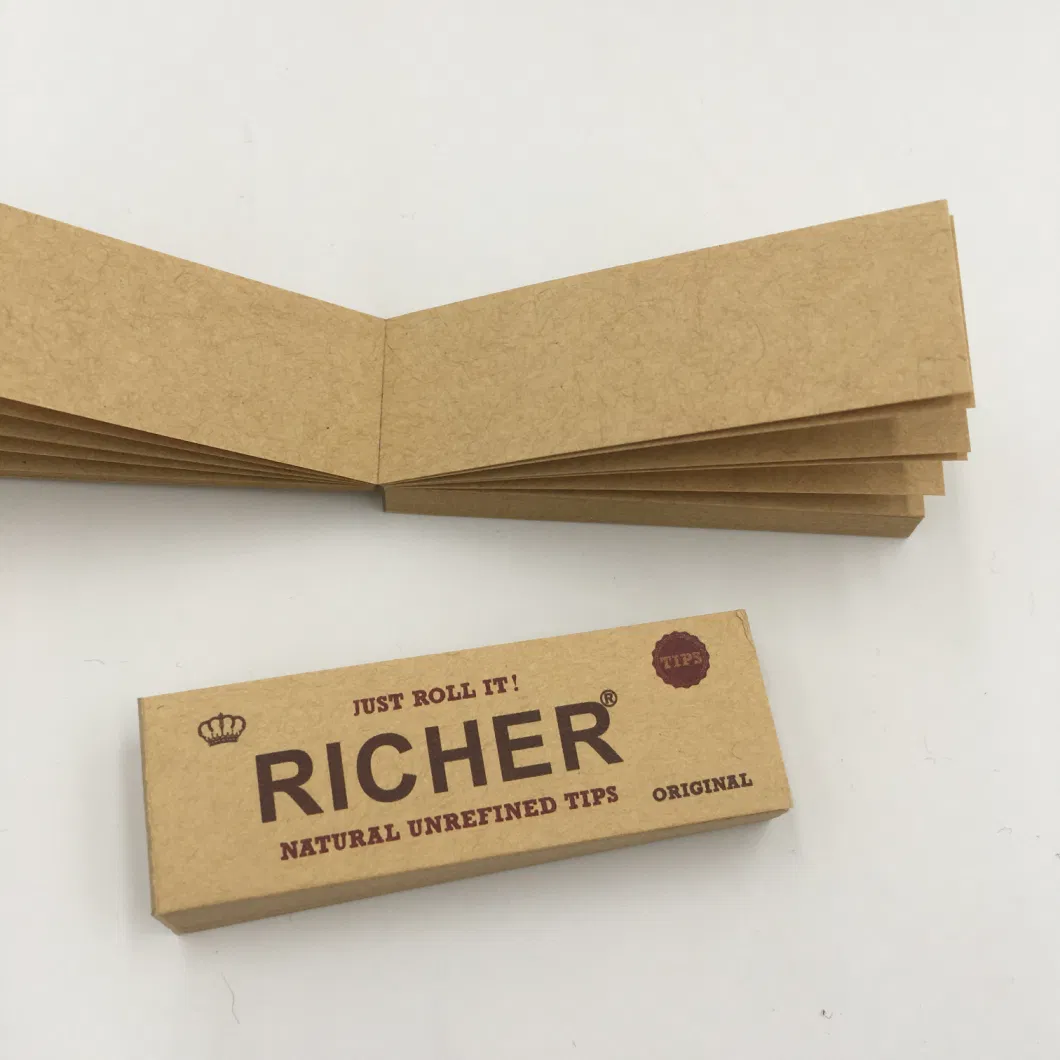 TIPS
JUST ROLL IT!
RICHER®
NATURAL UNREFINED TIPS
ORIGINAL